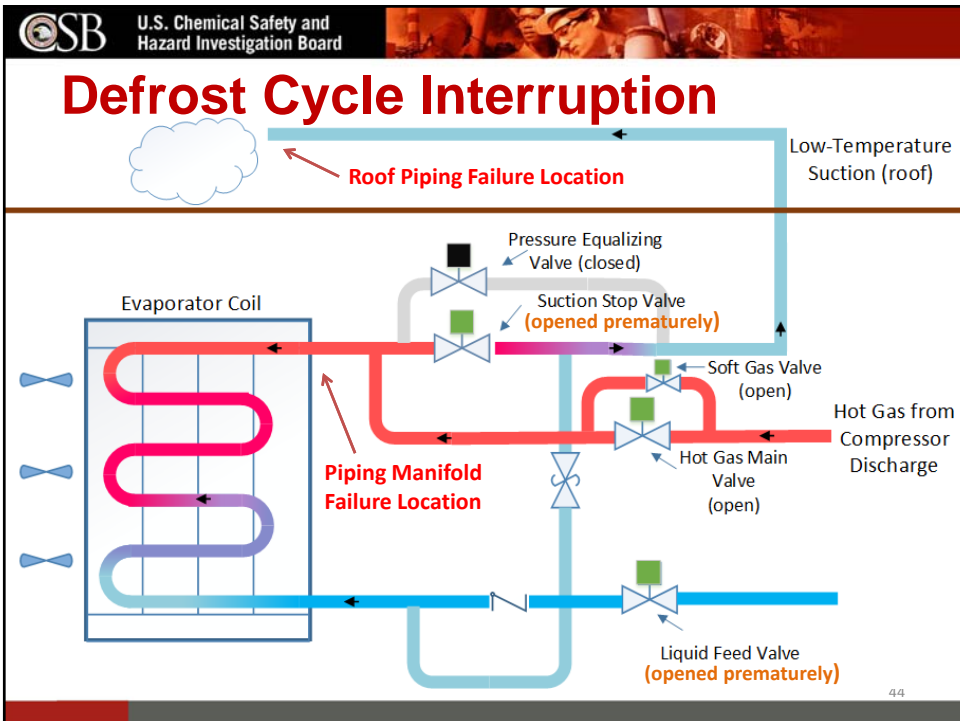 CSB
U.S. Chemical Safety and
Hazard Investigation Board
Defrost Cycle Interruption
Low-Temperature
Suction (roof)
Roof Piping Failure Location
Pressure Equalizing
Valve (closed)
Evaporator Coil
Suction Stop Valve
(opened prematurely)
Soft Gas Valve
(open)
Hot Gas from
Compressor
Discharge
Hot Gas Main
Valve
(open)
Piping Manifold
Failure Location
Liquid Feed Valve
(opened prematurely)
44